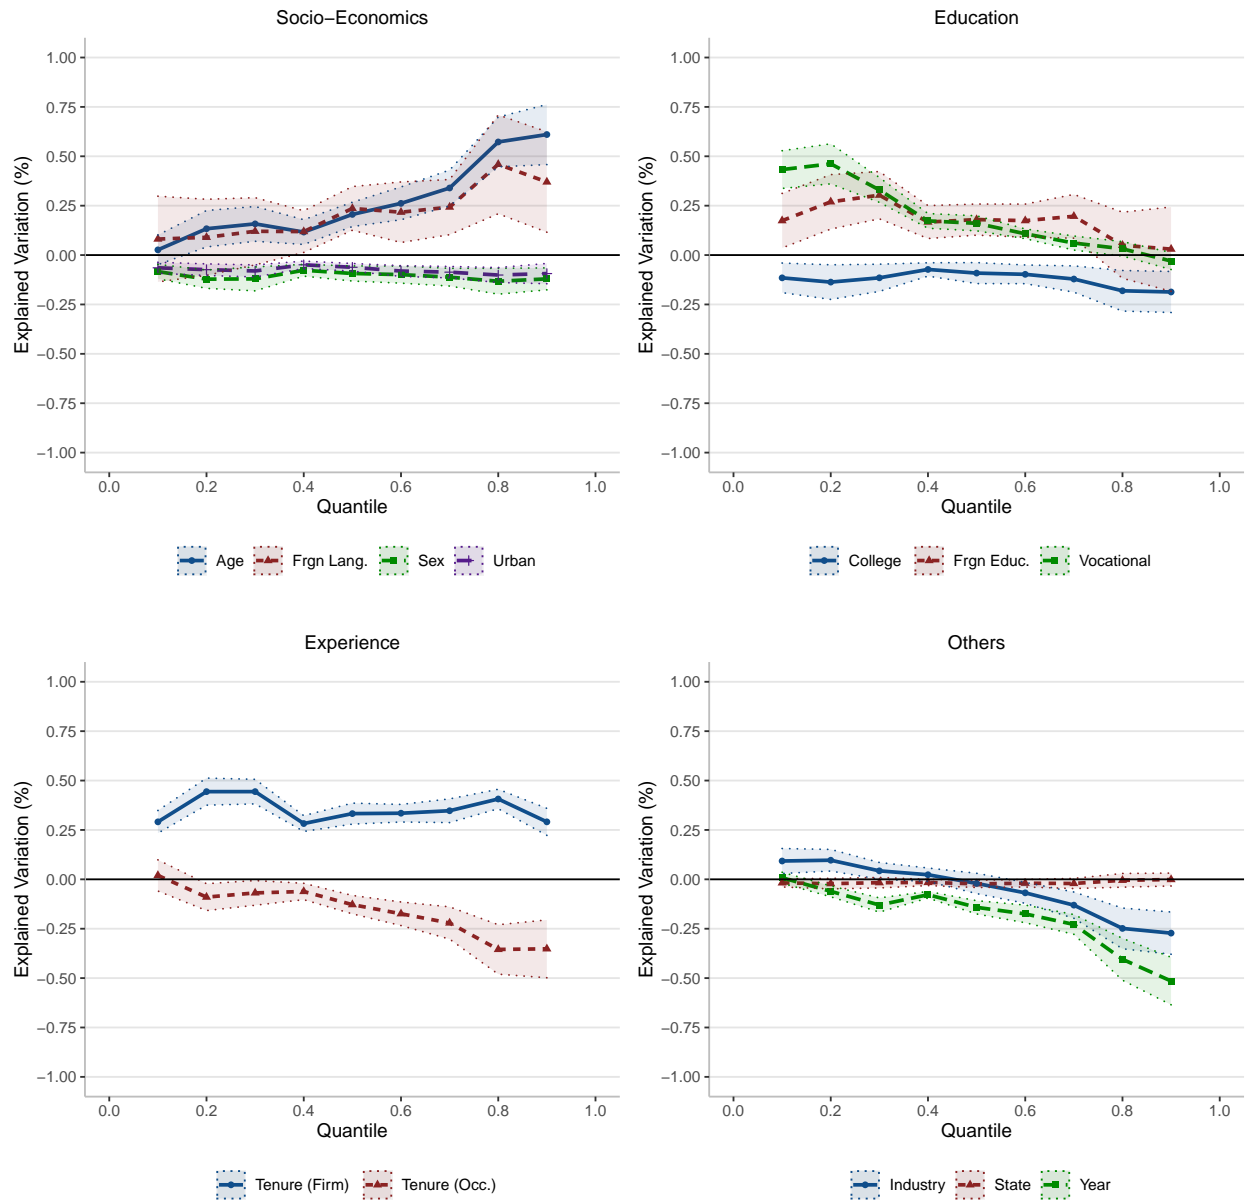 Socio−Economics
Explained Variation (%)
1.00
0.75
0.50
0.25
0.00
−0.25
−0.50
−0.75
−1.00
0.0 0.2 0.4 0.6 0.8 1.0
Quantile
Age Frgn Lang. Sex Urban
Education
Explained Variation (%)
1.00
0.75
0.50
0.25
0.00
−0.25
−0.50
−0.75
−1.00
0.0 0.2 0.4 0.6 0.8 1.0
Quantile
College Frgn Educ. Vocational
Experience
Explained Variation (%)
1.00
0.75
0.50
0.25
0.00
−0.25
−0.50
−0.75
−1.00
0.0 0.2 0.4 0.6 0.8 1.0
Quantile
Tenure (Firm) Tenure (Occ.)
Others
Explained Variation (%)
1.00
0.75
0.50
0.25
0.00
−0.25
−0.50
−0.75
−1.00
0.0 0.2 0.4 0.6 0.8 1.0
Quantile
Industry State Year